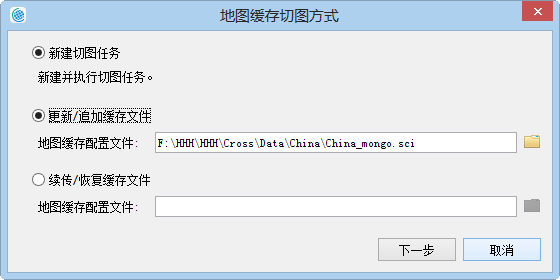 地图缓存切图方式
新建切图任务
新建并执行切图任务。
更新/追加缓存文件
地图缓存配置文件: F:\HHH\HHH\Cross\Data\China\China_mongo.sci
续传/恢复缓存文件
地图缓存配置文件:
下一步 取消